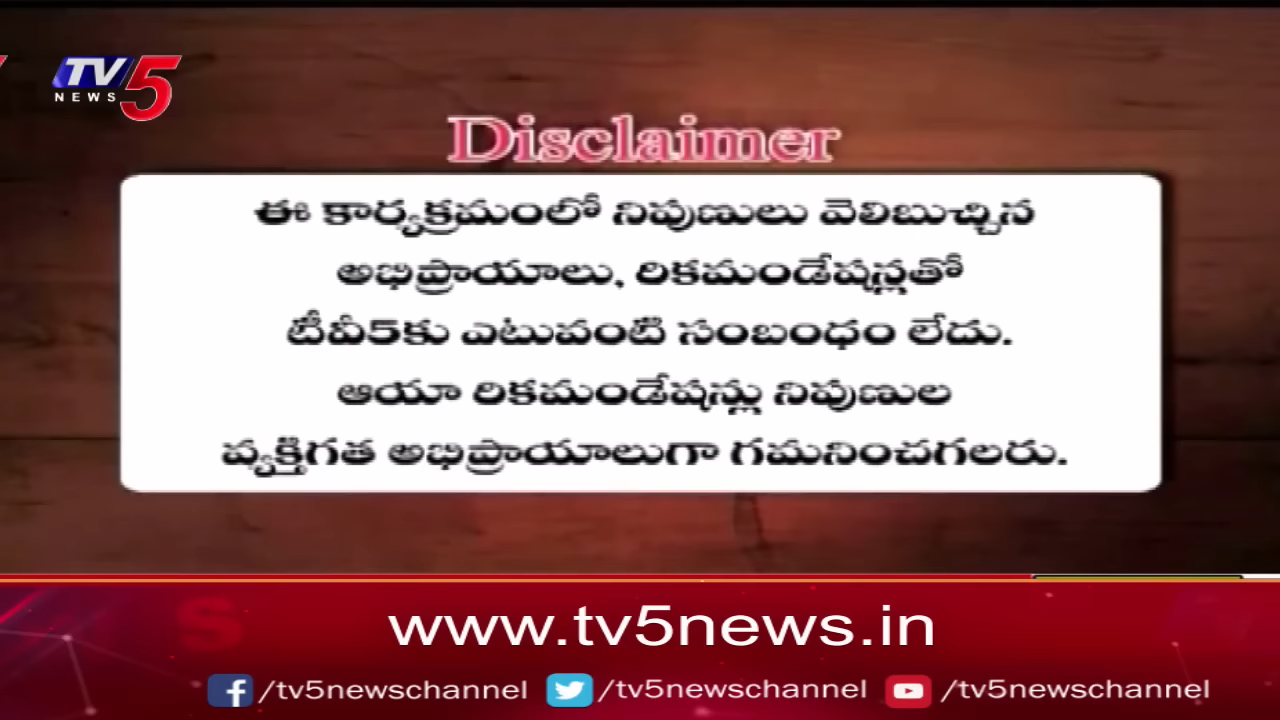 TV5
NEWS
Disclaimer
ఈ కార్యక్రమంలో నిపుణులు వెలిబుచ్చిన
అభిప్రాయాలు, రికమండేషన్లతో
టీవీ5కు ఎటువంటి సంబంధం లేదు.
ఆయా రికమండేషన్లు నిపుణుల
వ్యక్తిగత అభిప్రాయాలుగా గమనించగలరు.
www.tv5news.in
/tv5newschannel /tv5newschannel /tv5newschannel